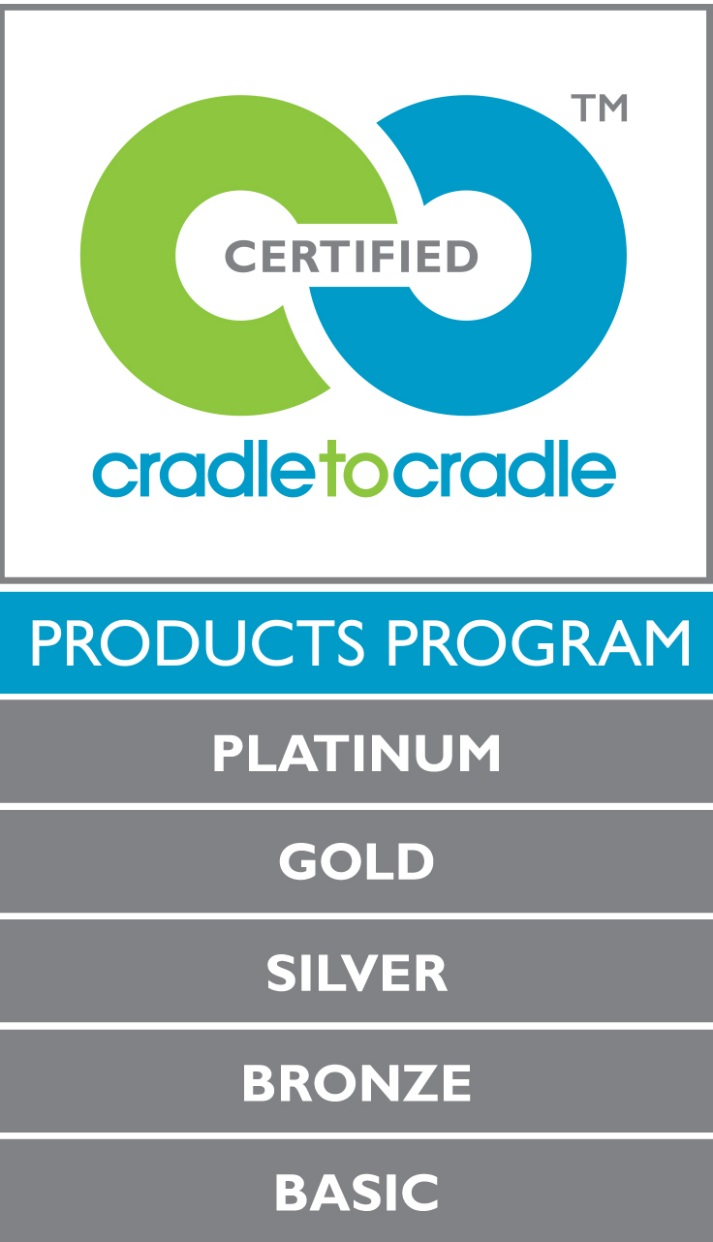 TM
CERTIFIED
cradletocradle
PRODUCTS PROGRAM
PLATINUM
GOLD
SILVER
BRONZE
BASIC